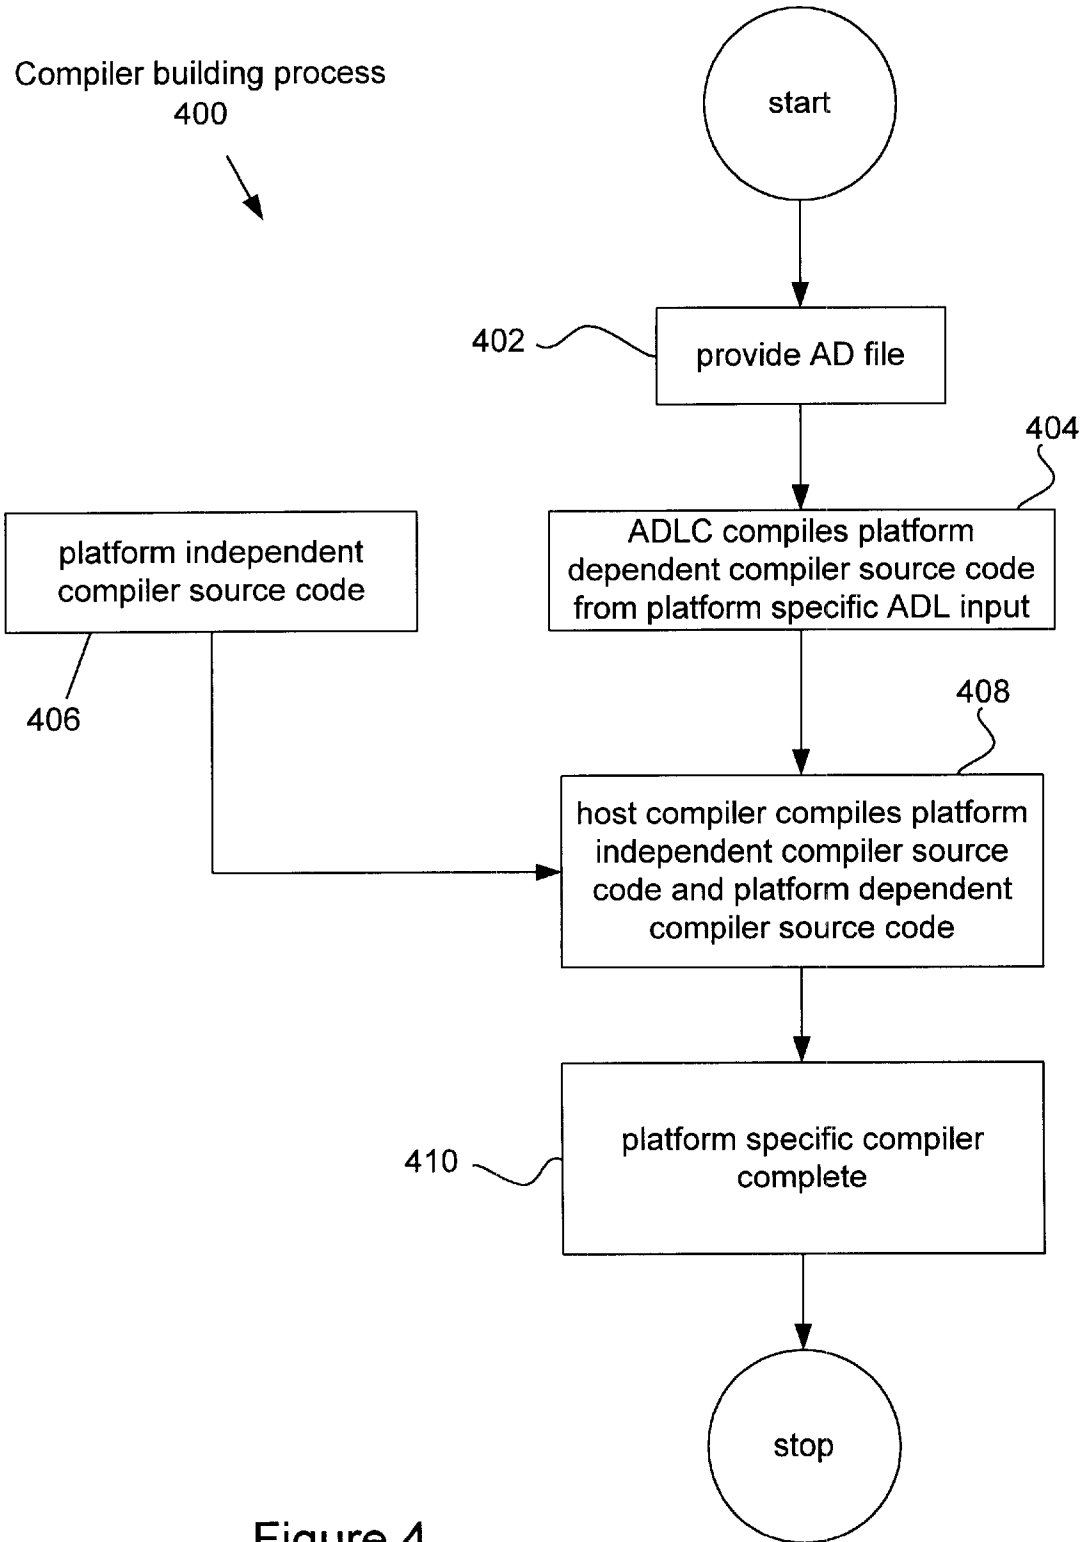 Compiler building process
400
start
402
provide AD file
404
ADLC compiles platform
dependent compiler source code
from platform specific ADL input
platform independent
compiler source code
406
408
host compiler compiles platform
independent compiler source
code and platform dependent
compiler source code
410
platform specific compiler
complete
stop
Figure 4